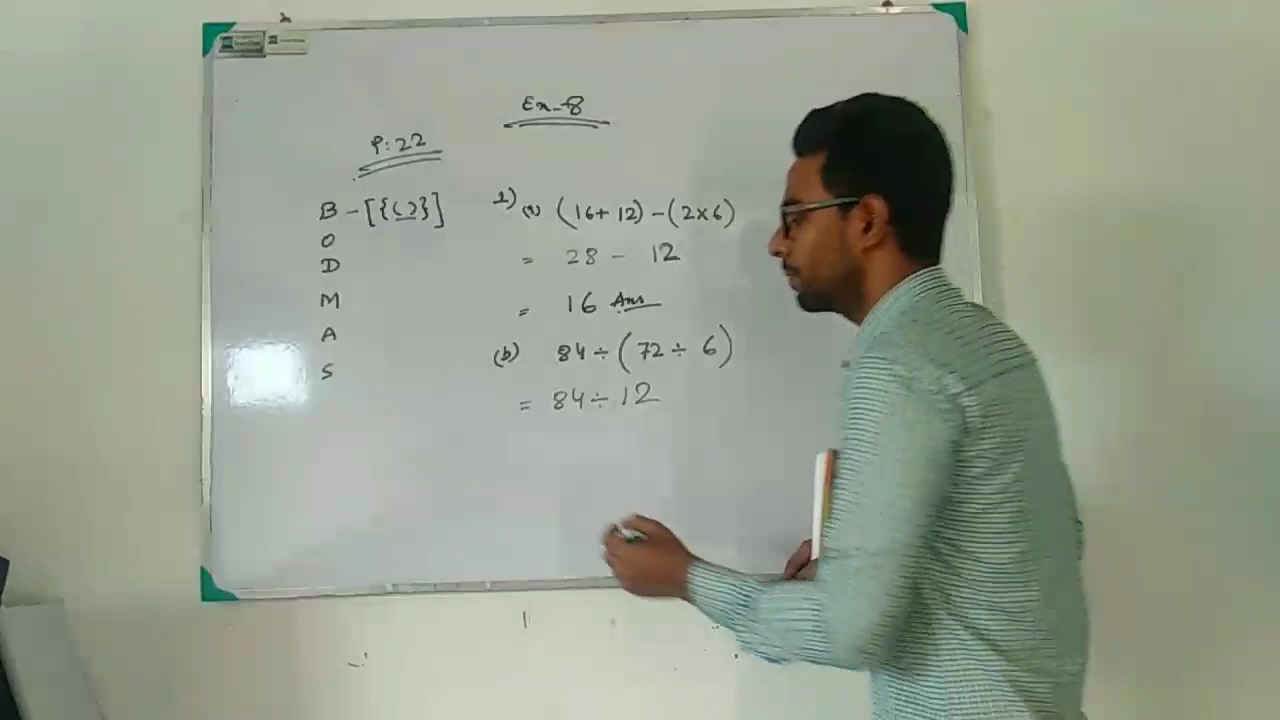 Ex-8
P:22
B - [{()}]
O
D
M
A
S
1) (a) (16+12)-(2×6)
= 28 - 12
= 16 Ans
(b) 84÷(72÷6)
= 84÷12